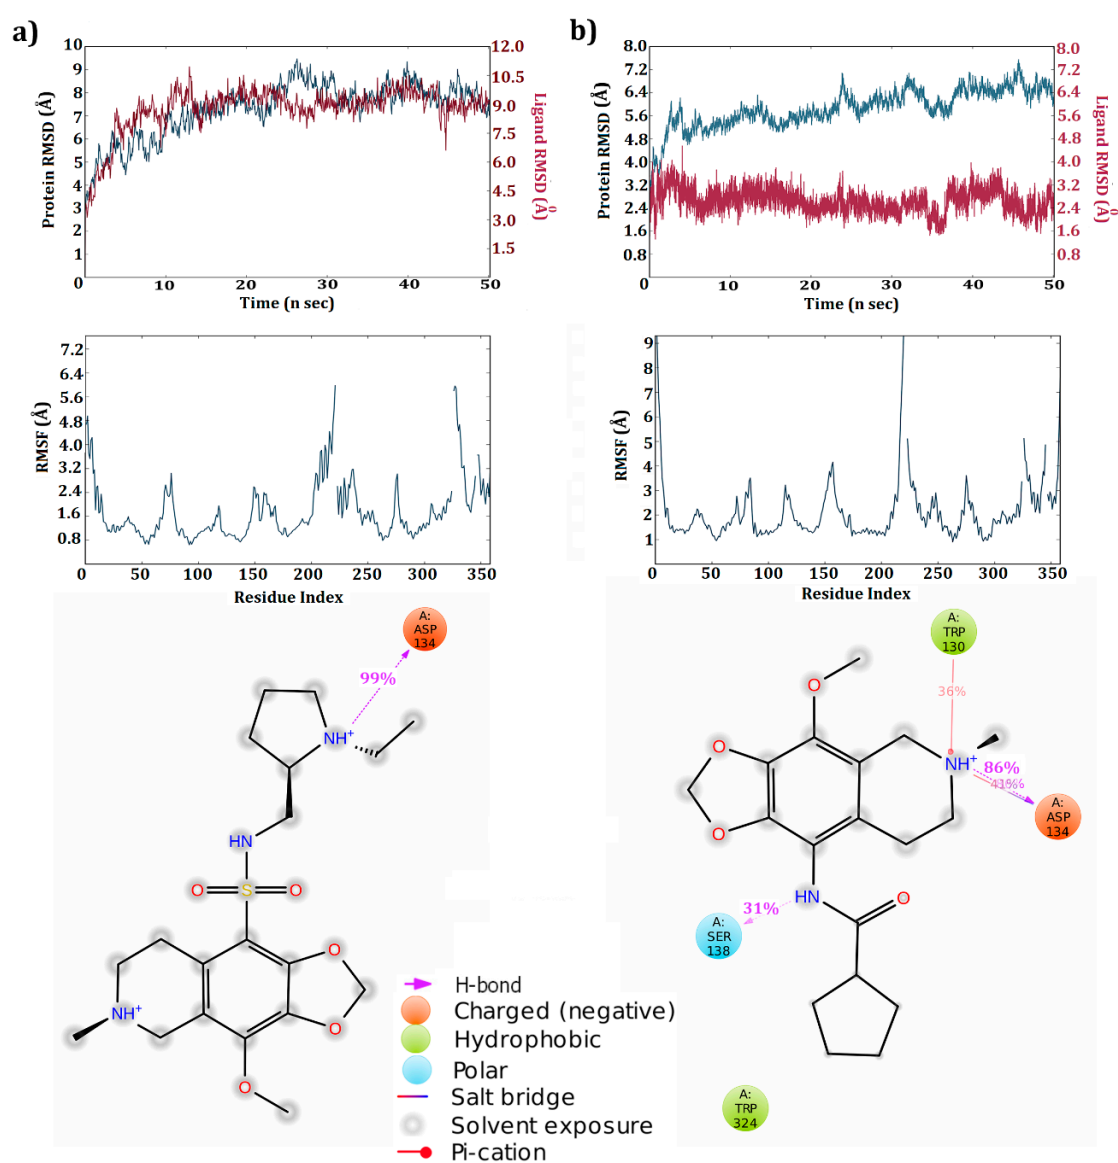 a)
10
9
8
7
6
5
4
3
2
1
0
Protein RMSD (Å)
12.0
10.5
9.0
7.5
6.0
4.5
3.0
1.5
Ligand RMSD (Å)
10
20
30
40
50
Time (n sec)
b)
8.0
7.2
6.4
5.6
4.8
4.0
3.2
2.4
1.6
0.8
0
Protein RMSD (Å)
8.0
7.2
6.4
5.6
4.8
4.0
3.2
2.4
1.6
0.8
Ligand RMSD (Å)
10
20
30
40
50
Time (n sec)
7.2
6.4
5.6
4.8
4.0
3.2
2.4
1.6
0.8
RMSF (Å)
0
50
100
150
200
250
300
350
Residue Index
9
8
7
6
5
4
3
2
1
RMSF (Å)
0
50
100
150
200
250
300
350
Residue Index
A:
ASP
134
99%
NH+
HN
O
S
O
O
O
NH+
O
A:
TRP
130
36%
O
O
O
NH+
86%
41%
A:
ASP
134
HN
O
31%
A:
SER
138
A:
TRP
324
H-bond
Charged (negative)
Hydrophobic
Polar
Salt bridge
Solvent exposure
Pi-cation